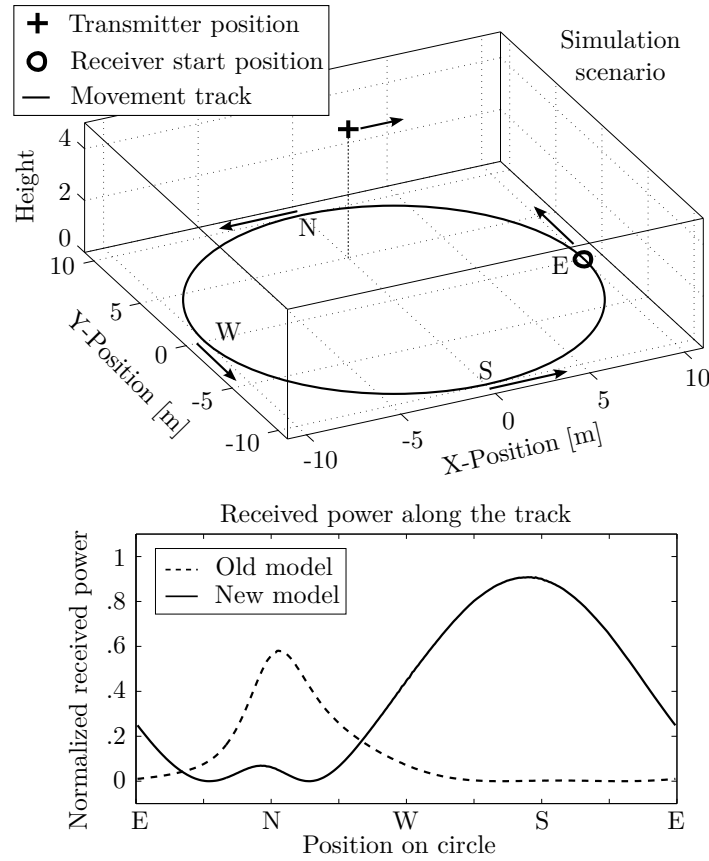 Transmitter position
Receiver start position
Movement track
Simulation
scenario
Height
4
2
0
10
5
0
-5
-10
Y-Position [m]
N
E
W
S
-10
-5
0
5
10
X-Position [m]
Received power along the track
Normalized received power
1
.8
.6
.4
.2
0
Old model
New model
E
N
W
S
E
Position on circle